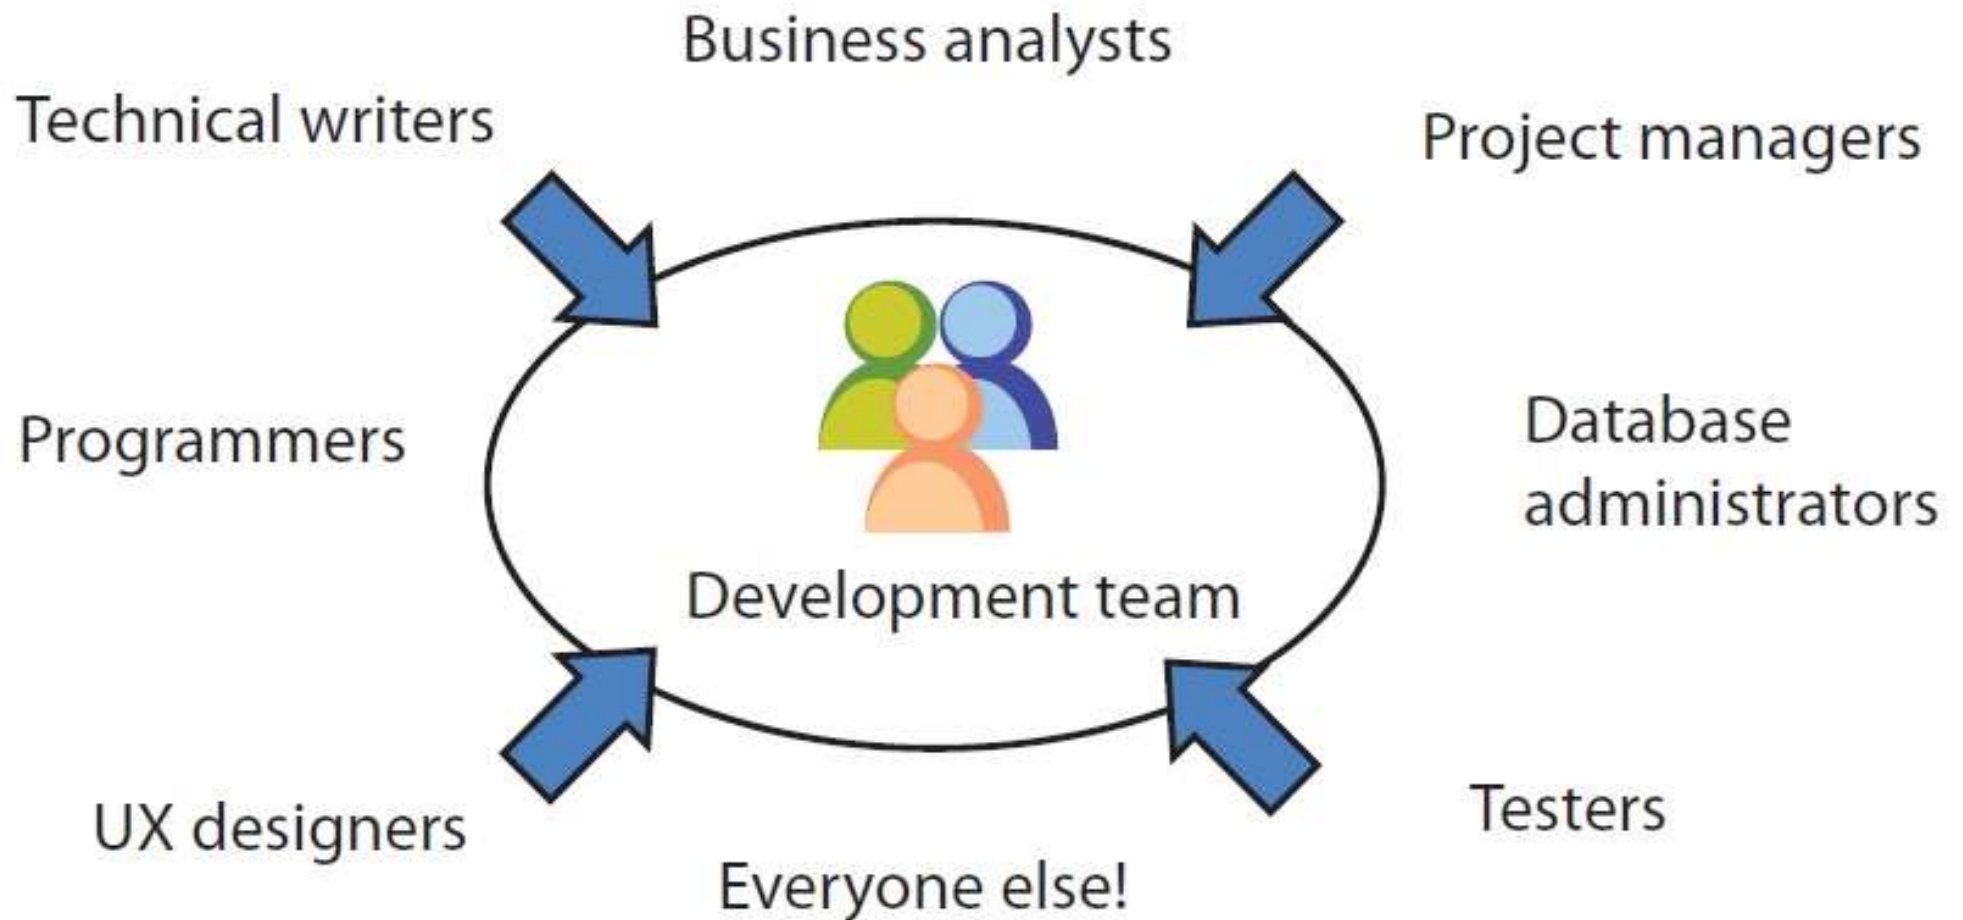 Business analysts
Technical writers
Project managers
Programmers
Database
administrators
Development team
UX designers
Testers
Everyone else!